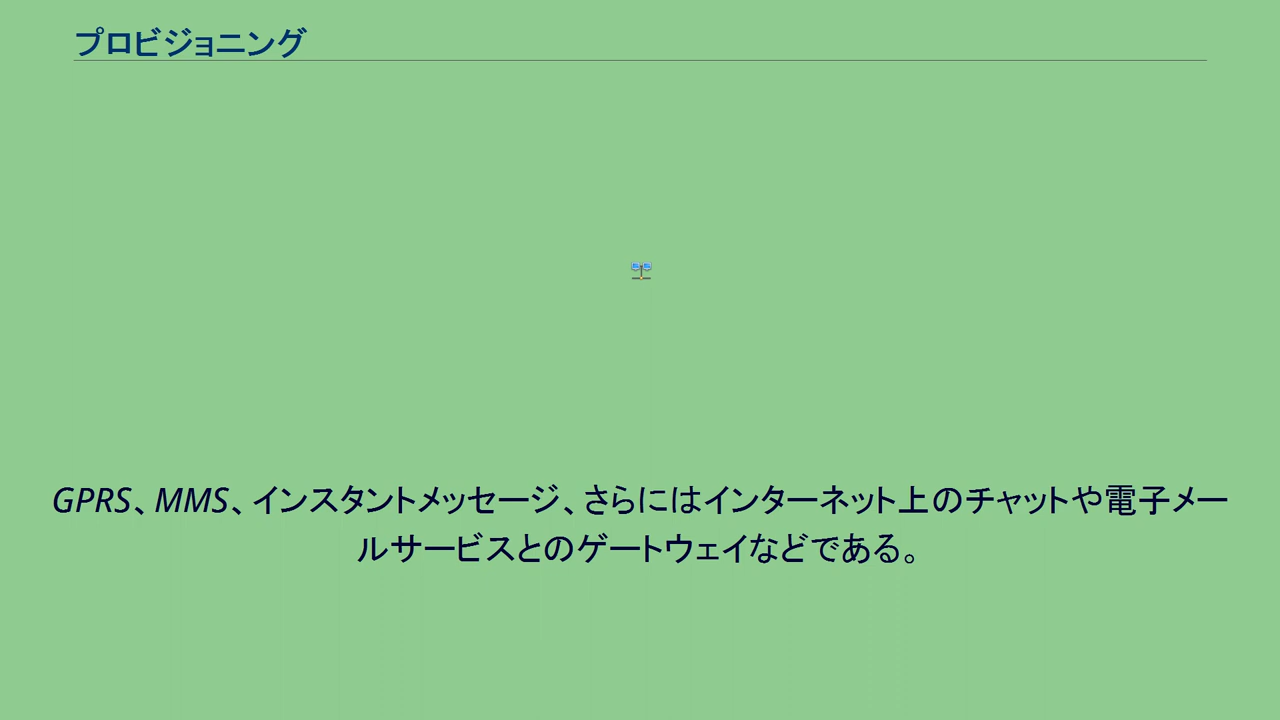 プロビジョニング
GPRS、MMS、インスタントメッセージ、さらにはインターネット上のチャットや電子メー
ルサービスとのゲートウェイなどである。